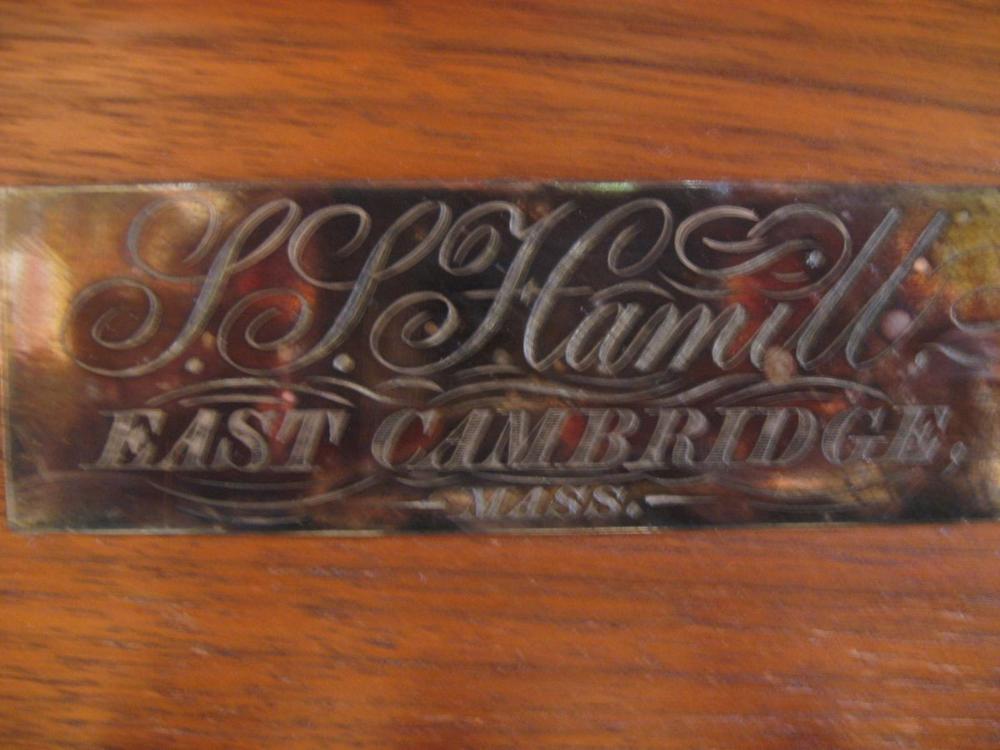 S. S. Hamill,
EAST CAMBRIDGE,
MASS.